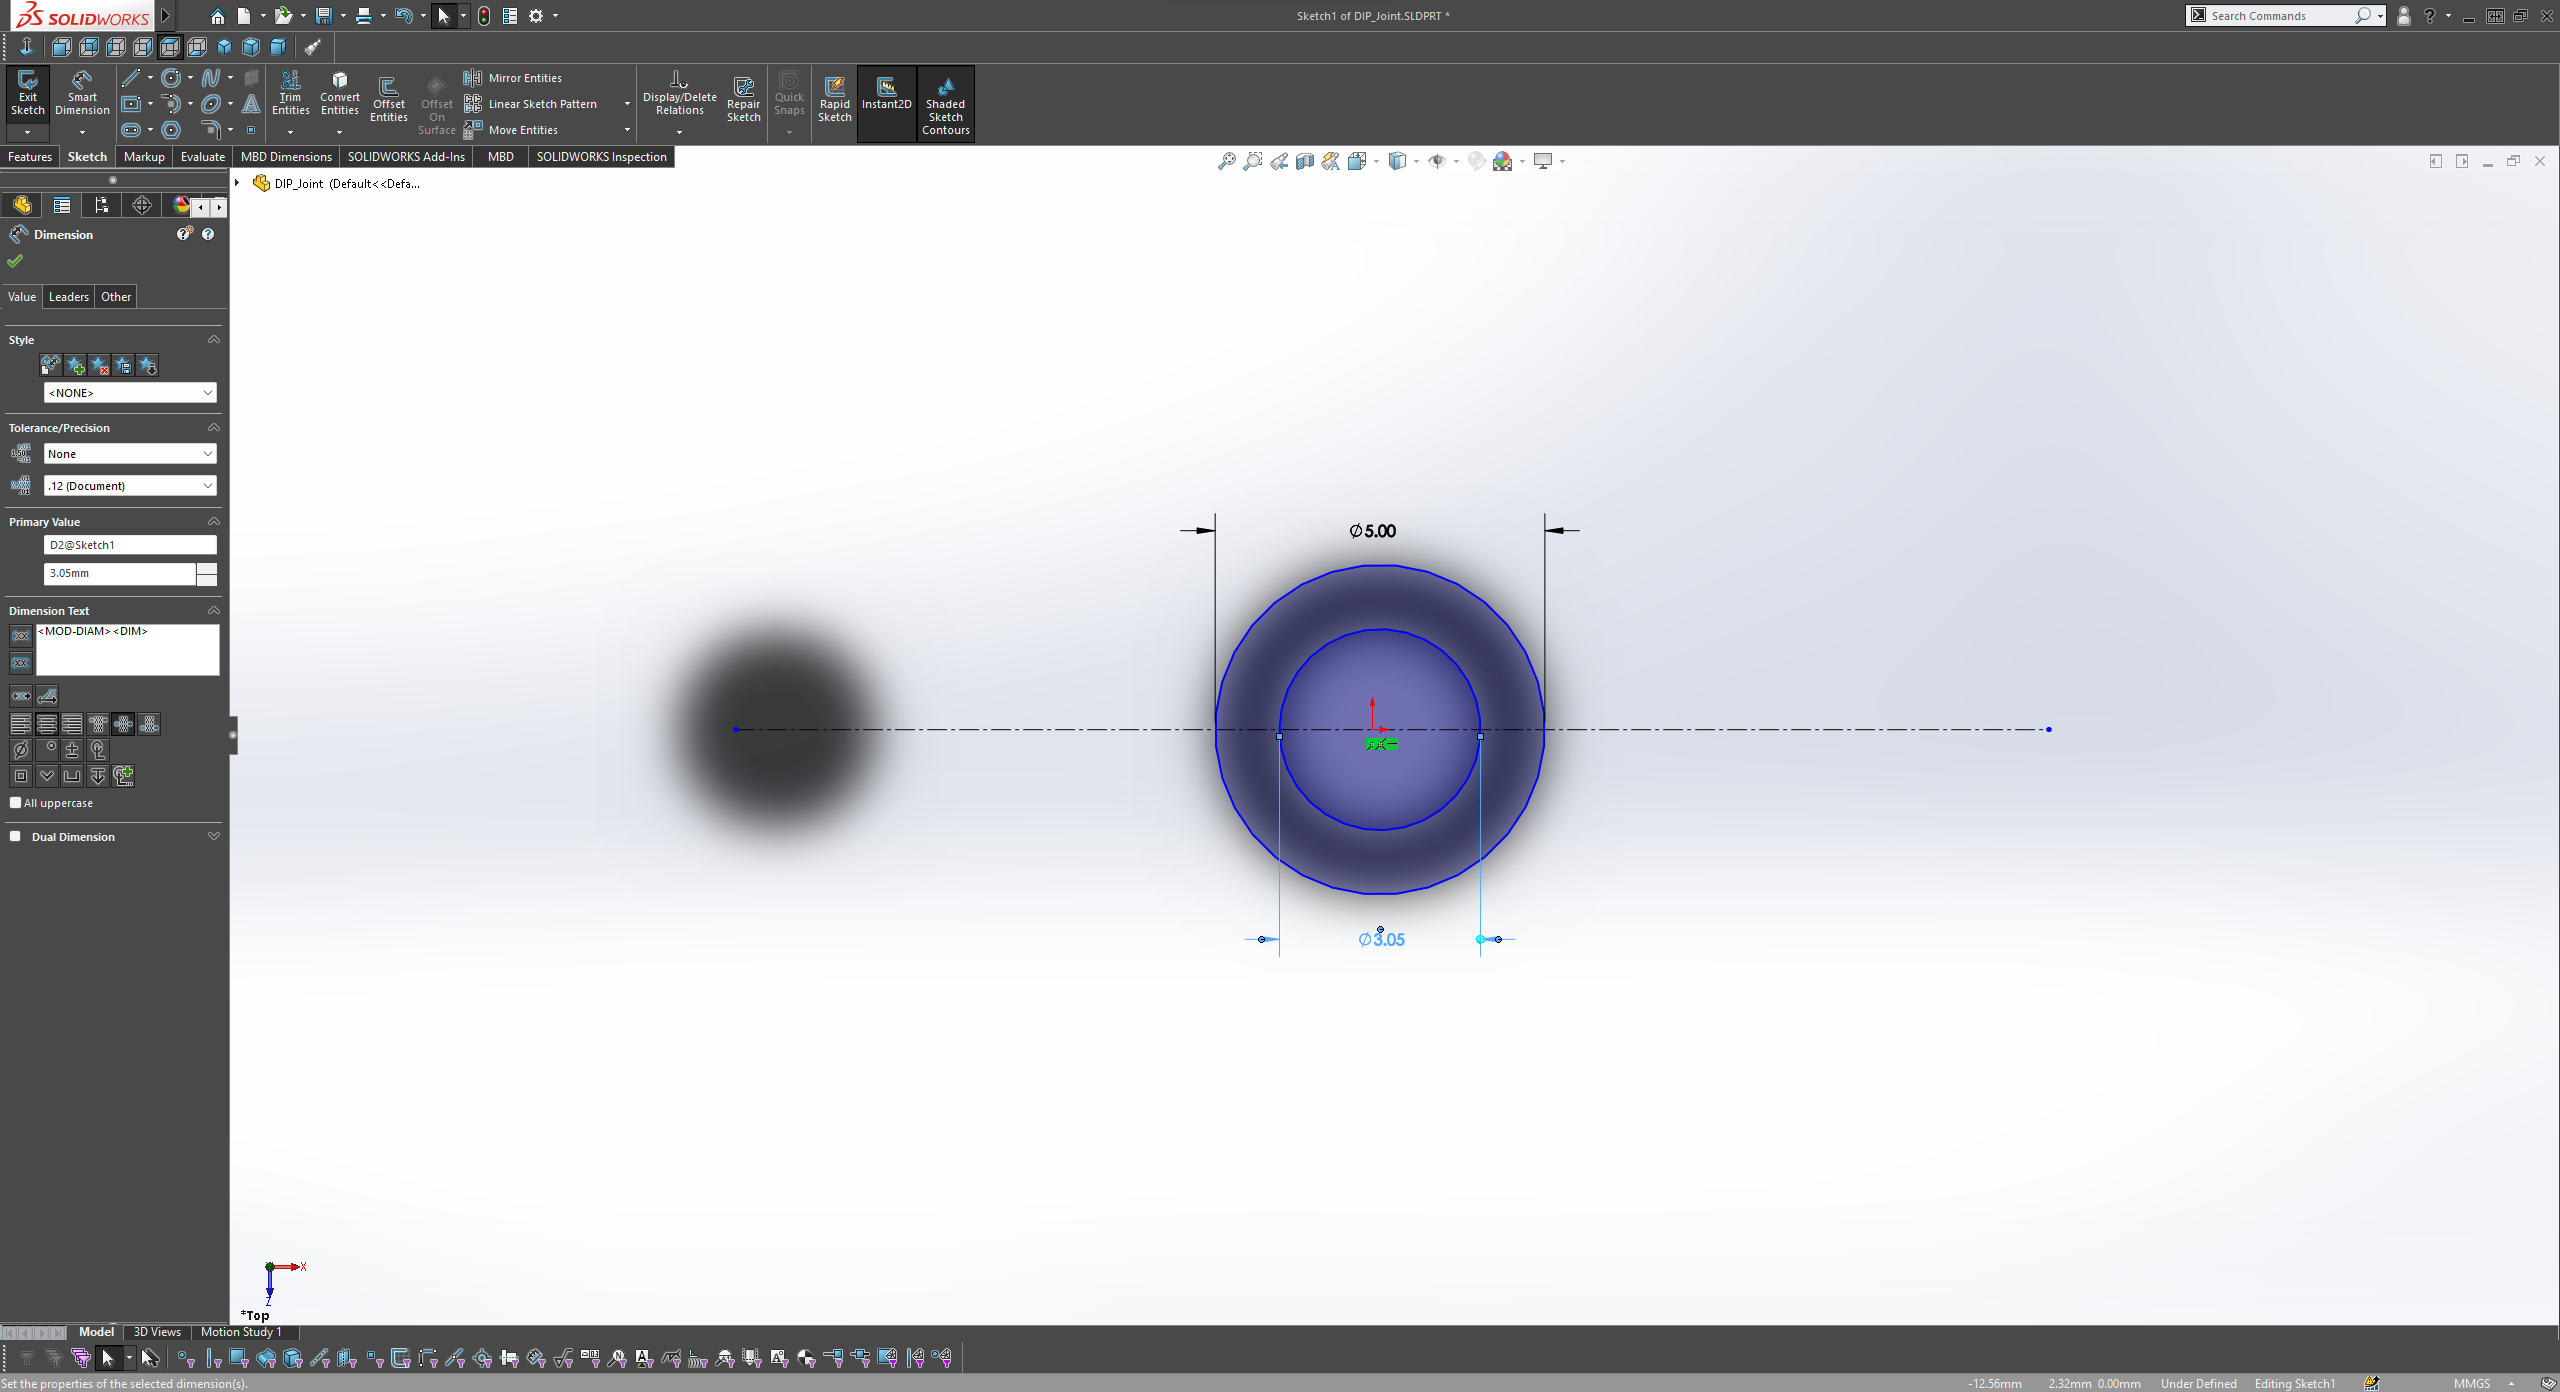 SOLIDWORKS
Sketch1 of DIP_Joint.SLDPRT *
Search Commands
Exit Sketch
Smart Dimension
Trim Entities
Convert Entities
Offset Entities
Offset On Surface
Mirror Entities
Linear Sketch Pattern
Move Entities
Display/Delete Relations
Repair Sketch
Quick Snaps
Rapid Sketch
Instant2D
Shaded Sketch Contours
Features
Sketch
Markup
Evaluate
MBD Dimensions
SOLIDWORKS Add-Ins
MBD
SOLIDWORKS Inspection
DIP_Joint (Default<<Defa...
Dimension
Value
Leaders
Other
Style
<NONE>
Tolerance/Precision
None
.12 (Document)
Primary Value
D2@Sketch1
3.05mm
Dimension Text
<MOD-DIAM><DIM>
All uppercase
Dual Dimension
∅5.00
∅3.05
X
Z
*Top
Model
3D Views
Motion Study 1
Set the properties of the selected dimension(s).
-12.56mm
2.32mm
0.00mm
Under Defined
Editing Sketch1
MMGS